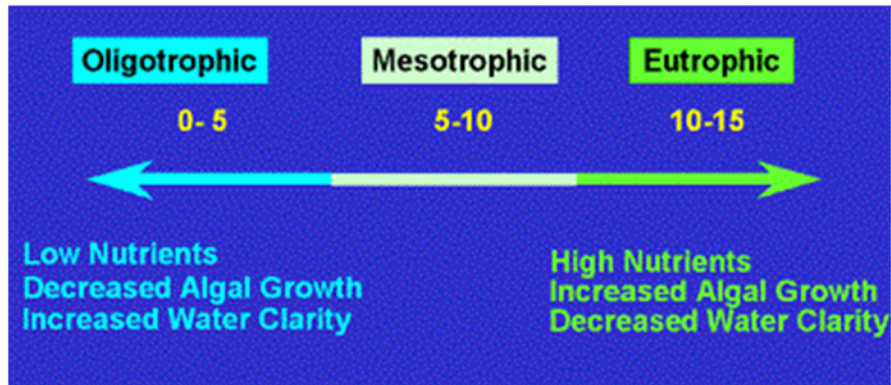 Oligotrophic Mesotrophic Eutrophic
0- 5 5-10 10-15
Low Nutrients
Decreased Algal Growth
Increased Water Clarity
High Nutrients
Increased Algal Growth
Decreased Water Clarity